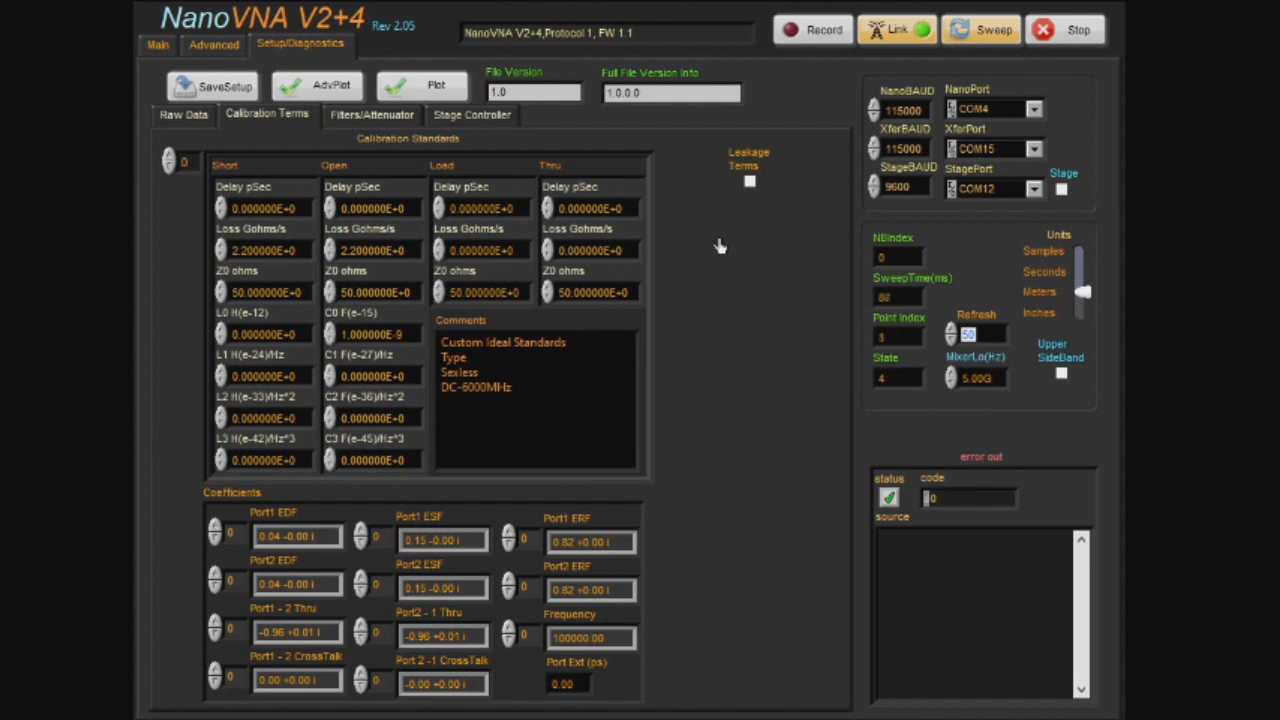 NanoVNA V2+4 Rev 2.05
NanoVNA V2+4,Protocol 1, FW 1.1
Record
Link
Sweep
Stop
Main
Advanced
Setup/Diagnostics
SaveSetup
AdvPlot
Plot
File Version
1.0
Full File Version Info
1.0.0.0
Raw Data
Calibration Terms
Filters/Attenuator
Stage Controller
Calibration Standards
0
Short
Open
Load
Thru
Delay pSec
Delay pSec
Delay pSec
Delay pSec
0.000000E+0
0.000000E+0
0.000000E+0
0.000000E+0
Loss Gohms/s
Loss Gohms/s
Loss Gohms/s
Loss Gohms/s
2.200000E+0
2.200000E+0
0.000000E+0
0.000000E+0
Z0 ohms
Z0 ohms
Z0 ohms
Z0 ohms
50.000000E+0
50.000000E+0
50.000000E+0
50.000000E+0
L0 H(e-12)
C0 F(e-15)
0.000000E+0
1.000000E-9
L1 H(e-24)/Hz
C1 F(e-27)/Hz
0.000000E+0
0.000000E+0
L2 H(e-33)/Hz^2
C2 F(e-36)/Hz^2
0.000000E+0
0.000000E+0
L3 H(e-42)/Hz^3
C3 F(e-45)/Hz^3
0.000000E+0
0.000000E+0
Comments
Custom Ideal Standards
Type
Sexless
DC-6000MHz
Leakage
Terms
Coefficients
Port1 EDF
Port1 ESF
Port1 ERF
0
0.04 -0.00 i
0
0.15 -0.00 i
0
0.82 +0.00 i
Port2 EDF
Port2 ESF
Port2 ERF
0
0.04 -0.00 i
0
0.15 -0.00 i
0
0.82 +0.00 i
Port1 - 2 Thru
Port2 - 1 Thru
Frequency
0
-0.96 +0.01 i
0
-0.96 +0.01 i
0
100000.00
Port1 - 2 CrossTalk
Port 2 -1 CrossTalk
Port Ext (ps)
0
0.00 +0.00 i
0
-0.00 +0.00 i
0.00
NanoBAUD
NanoPort
115000
COM4
XferBAUD
XferPort
115000
COM15
StageBAUD
StagePort
Stage
9600
COM12
NBIndex
0
SweepTime(ms)
Point Index
State
4
Refresh
50
MixerLo(Hz)
5.00G
Units
Samples
Seconds
Meters
Inches
Upper
SideBand
error out
status
code
0
source